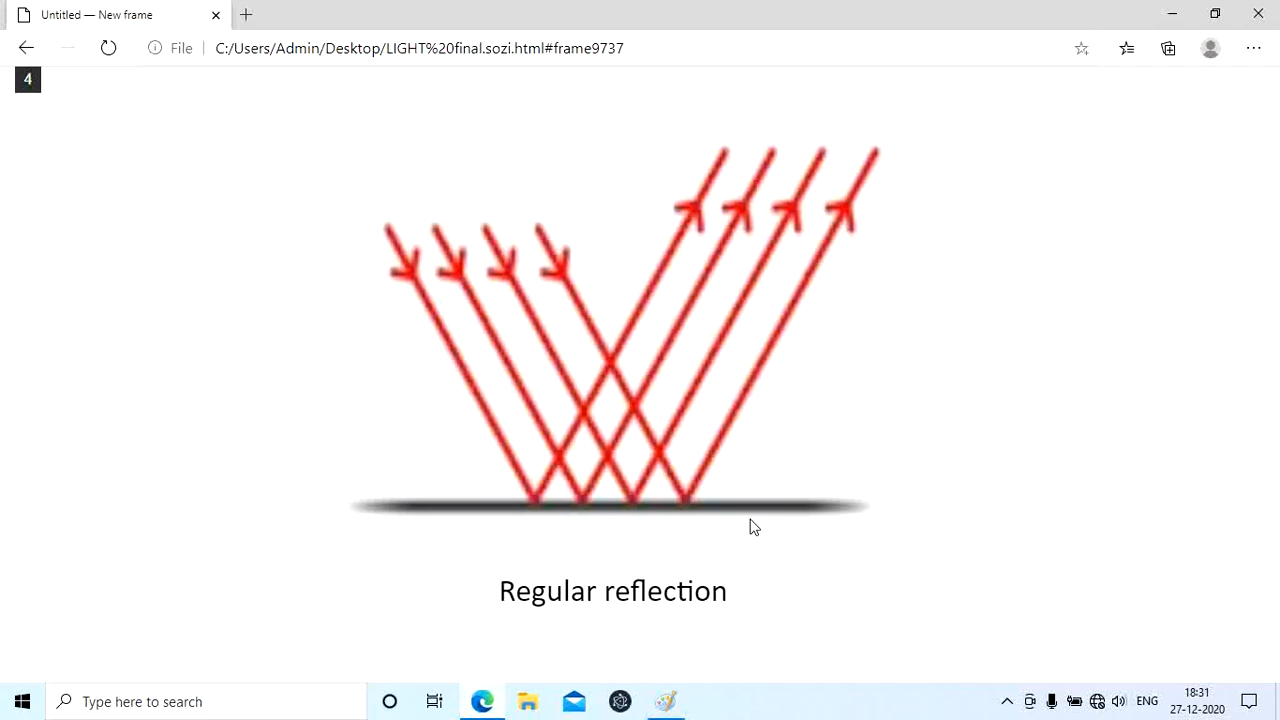 Untitled — New frame
File
C:/Users/Admin/Desktop/LIGHT%20final.sozi.html#frame9737
4
Regular reflection
Type here to search
ENG
18:31
27-12-2020